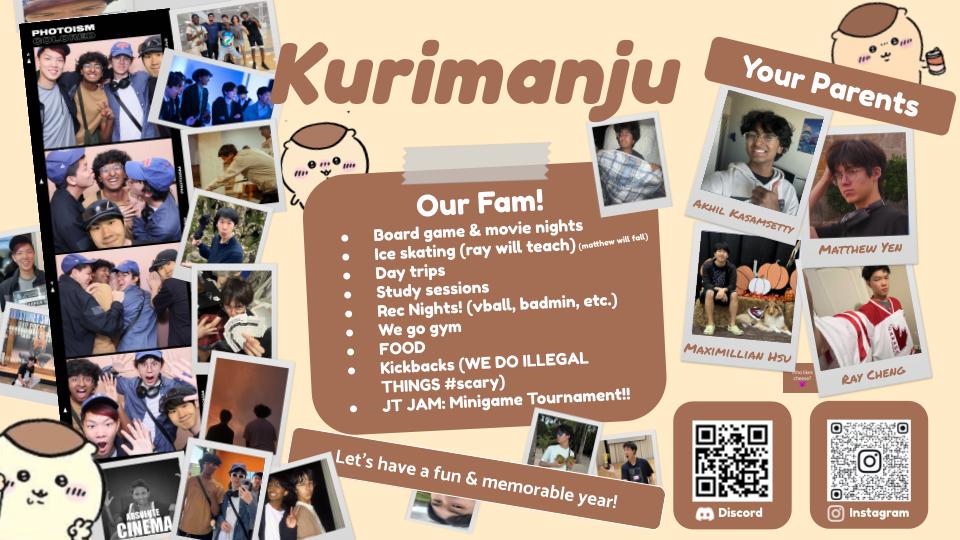 PHOTOISM
COLORED
Kurimanju
Your Parents
Our Fam!
• Board game & movie nights
• Ice skating (ray will teach) (matthew will fall)
• Day trips
• Study sessions
• Rec Nights! (vball, badmin, etc.)
• We go gym
• FOOD
• Kickbacks (WE DO ILLEGAL
THINGS #scary)
• JT JAM: Minigame Tournament!!
Akhil Kasamsetty
Matthew Yen
Maximillian Hsu
Ray Cheng
who likes
cheese?
Let's have a fun & memorable year!
ABSOLUTE
CINEMA
Discord
Instagram